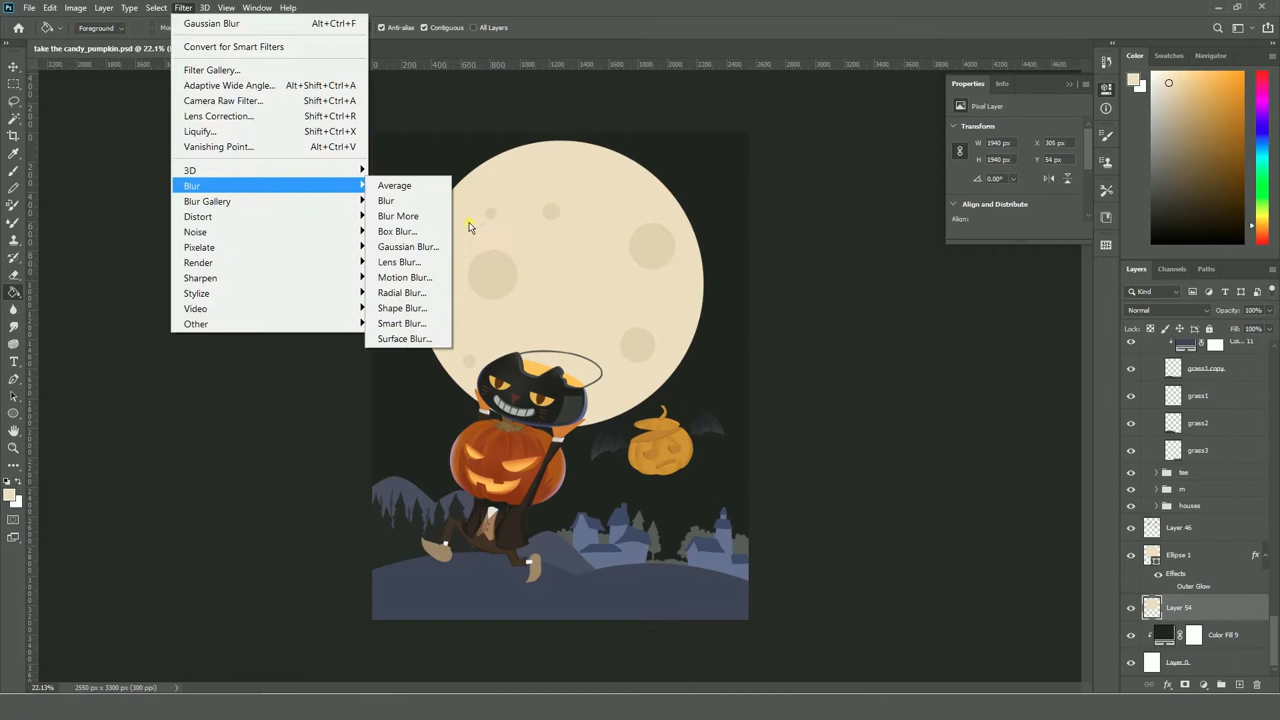 Ps File Edit Image Layer Type Select Filter 3D View Window Help
Foreground Anti-alias Contiguous All Layers
take the candy_pumpkin.psd @ 22.1%
Gaussian Blur Alt+Ctrl+F
Convert for Smart Filters
Filter Gallery...
Adaptive Wide Angle... Alt+Shift+Ctrl+A
Camera Raw Filter... Shift+Ctrl+A
Lens Correction... Shift+Ctrl+R
Liquify... Shift+Ctrl+X
Vanishing Point... Alt+Ctrl+V
3D
Blur
Blur Gallery
Distort
Noise
Pixelate
Render
Sharpen
Stylize
Video
Other
Average
Blur
Blur More
Box Blur...
Gaussian Blur...
Lens Blur...
Motion Blur...
Radial Blur...
Shape Blur...
Smart Blur...
Surface Blur...
Color Swatches Navigator
Properties Info
Pixel Layer
Transform
W 1940 px X 305 px
H 1940 px Y 54 px
0.00°
Align and Distribute
Align:
Layers Channels Paths
Kind
Normal Opacity: 100%
Lock: Fill: 100%
Col... 11
grass1 copy
grass1
grass2
grass3
tee
m
houses
Layer 46
Ellipse 1 fx
Effects
Outer Glow
Layer 54
Color Fill 9
Layer 0
22.13% 2550 px x 3300 px (300 ppi)